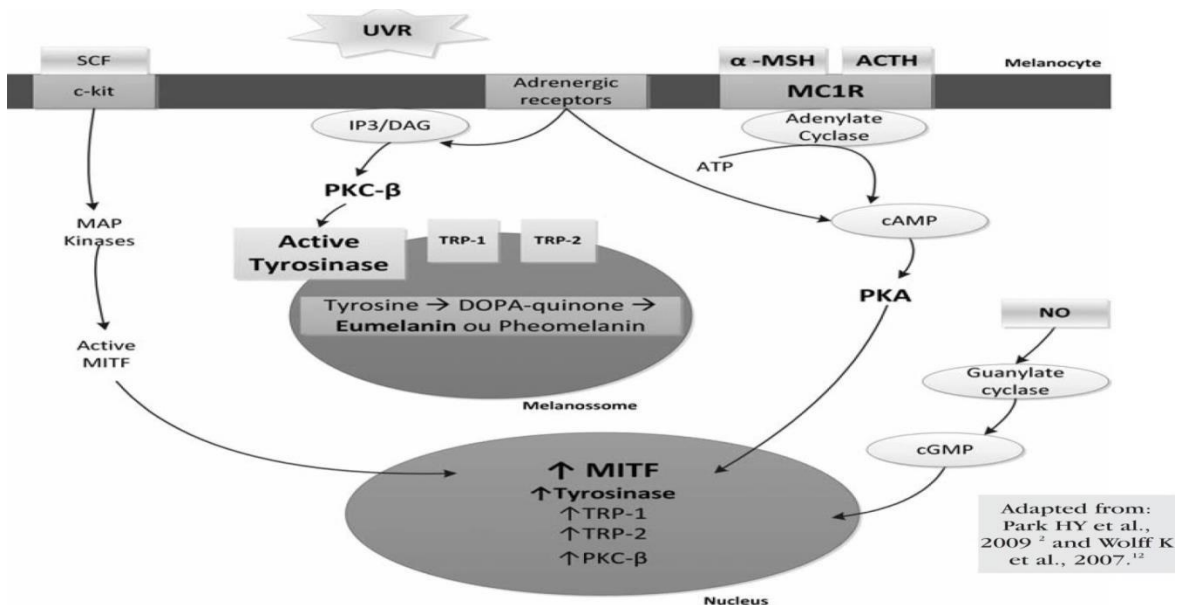 UVR
SCF
c-kit
Adrenergic
receptors
α -MSH
ACTH
MC1R
Melanocyte
IP3/DAG
Adenylate
Cyclase
ATP
PKC-β
cAMP
MAP
Kinases
Active
Tyrosinase
TRP-1
TRP-2
Tyrosine → DOPA-quinone →
Eumelanin ou Pheomelanin
Melanossome
PKA
NO
Active
MITF
Guanylate
cyclase
cGMP
↑ MITF
↑Tyrosinase
↑TRP-1
↑TRP-2
↑PKC-β
Nucleus
Adapted from:
Park HY et al.,
2009 ² and Wolff K
et al., 2007.¹²